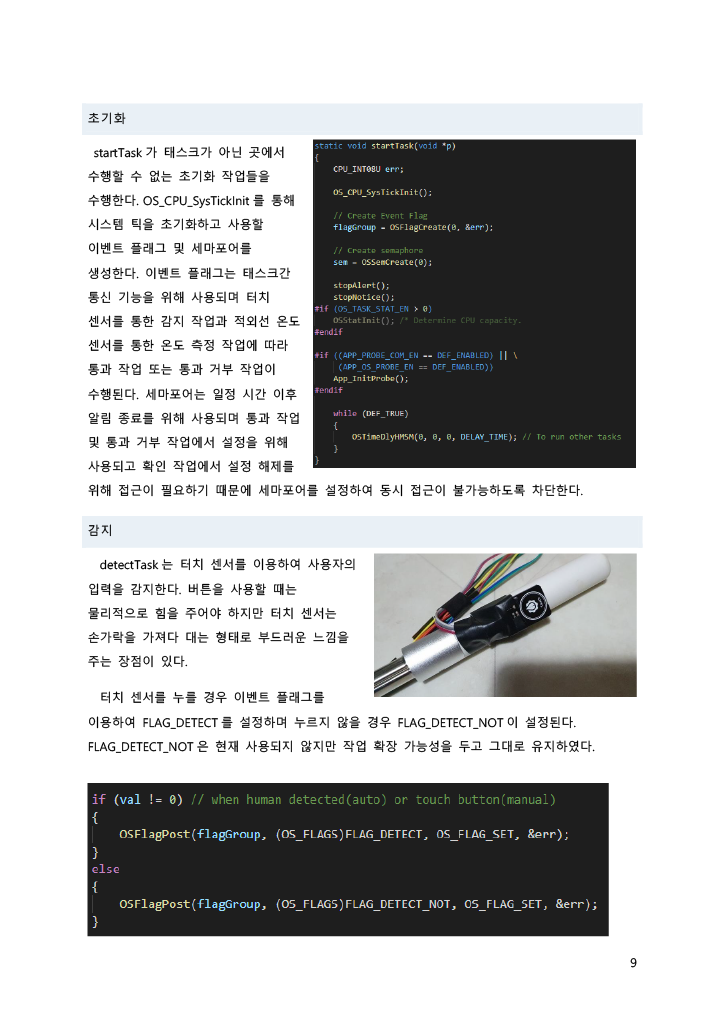 초기화
startTask 가 태스크가 아닌 곳에서
수행할 수 없는 초기화 작업들을
수행한다. OS_CPU_SysTickInit 를 통해
시스템 틱을 초기화하고 사용할
이벤트 플래그 및 세마포어를
생성한다. 이벤트 플래그는 태스크간
통신 기능을 위해 사용되며 터치
센서를 통한 감지 작업과 적외선 온도
센서를 통한 온도 측정 작업에 따라
통과 작업 또는 통과 거부 작업이
수행된다. 세마포어는 일정 시간 이후
알림 종료를 위해 사용되며 통과 작업
및 통과 거부 작업에서 설정을 위해
사용되고 확인 작업에서 설정 해제를
위해 접근이 필요하기 때문에 세마포어를 설정하여 동시 접근이 불가능하도록 차단한다.
static void startTask(void *p)
{
CPU_INT08U err;
OS_CPU_SysTickInit();
// Create Event Flag
flagGroup = OSFlagCreate(0, &err);
// Create semaphore
sem = OSSemCreate(0);
stopAlert();
stopNotice();
#if (OS_TASK_STAT_EN > 0)
OSStatInit(); /* Determine CPU capacity.
#endif
#if ((APP_PROBE_COM_EN == DEF_ENABLED) || \
(APP_OS_PROBE_EN == DEF_ENABLED))
App_InitProbe();
#endif
while (DEF_TRUE)
{
OSTimeDlyHMSM(0, 0, 0, DELAY_TIME); // To run other tasks
}
}
감지
detectTask 는 터치 센서를 이용하여 사용자의
입력을 감지한다. 버튼을 사용할 때는
물리적으로 힘을 주어야 하지만 터치 센서는
손가락을 가져다 대는 형태로 부드러운 느낌을
주는 장점이 있다.
터치 센서를 누를 경우 이벤트 플래그를
이용하여 FLAG_DETECT 를 설정하며 누르지 않을 경우 FLAG_DETECT_NOT 이 설정된다.
FLAG_DETECT_NOT 은 현재 사용되지 않지만 작업 확장 가능성을 두고 그대로 유지하였다.
if (val != 0) // when human detected(auto) or touch button(manual)
{
OSFlagPost(flagGroup, (OS_FLAGS)FLAG_DETECT, OS_FLAG_SET, &err);
}
else
{
OSFlagPost(flagGroup, (OS_FLAGS)FLAG_DETECT_NOT, OS_FLAG_SET, &err);
}
9